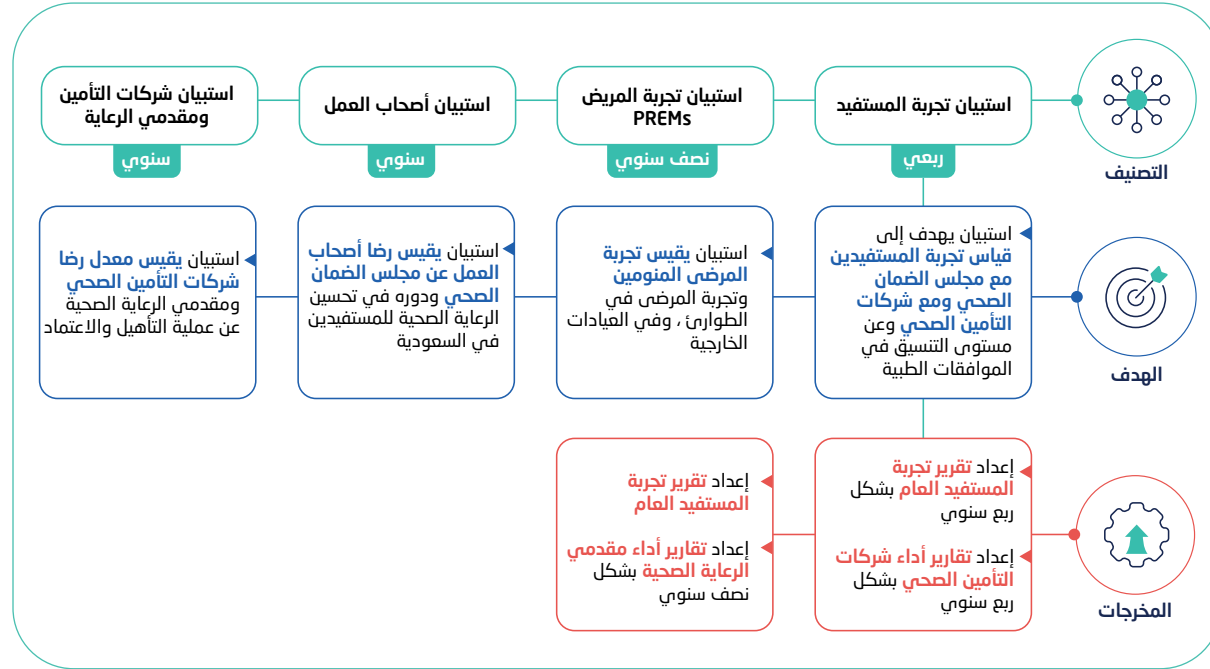 التصنيف
استبيان تجربة المستفيد
ربعي
استبيان تجربة المريض
PREMs
نصف سنوي
استبيان أصحاب العمل
سنوي
استبيان شركات التأمين
ومقدمي الرعاية
سنوي
الهدف
استبيان يهدف إلى
قياس تجربة المستفيدين
مع مجلس الضمان
الصحي ومع شركات
التأمين الصحي وعن
مستوى التنسيق في
الموافقات الطبية
استبيان يقيس تجربة
المرضى المنومين
وتجربة المرضى في
الطوارئ ، وفي العيادات
الخارجية
استبيان يقيس رضا أصحاب
العمل عن مجلس الضمان
الصحي ودوره في تحسين
الرعاية الصحية للمستفيدين
في السعودية
استبيان يقيس معدل رضا
شركات التأمين الصحي
ومقدمي الرعاية الصحية
عن عملية التأهيل والاعتماد
المخرجات
إعداد تقرير تجربة
المستفيد العام بشكل
ربع سنوي
إعداد تقارير أداء شركات
التأمين الصحي بشكل
ربع سنوي
إعداد تقرير تجربة
المستفيد العام
إعداد تقارير أداء مقدمي
الرعاية الصحية بشكل
نصف سنوي